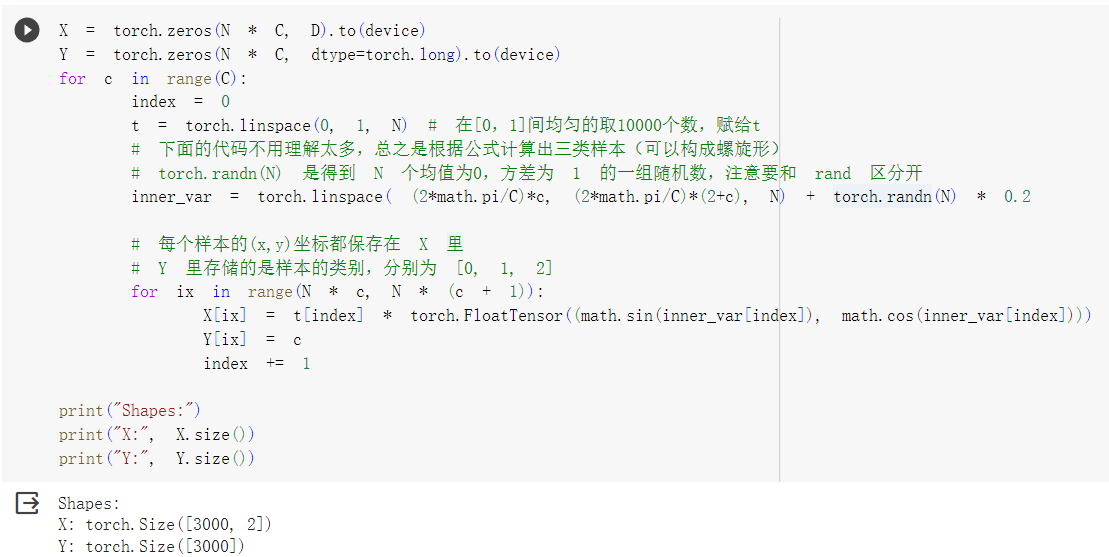 X = torch.zeros(N * C, D).to(device)
Y = torch.zeros(N * C, dtype=torch.long).to(device)
for c in range(C):
index = 0
t = torch.linspace(0, 1, N) # 在[0，1]间均匀的取10000个数，赋给t
# 下面的代码不用理解太多，总之是根据公式计算出三类样本（可以构成螺旋形）
# torch.randn(N) 是得到 N 个均值为0，方差为 1 的一组随机数，注意要和 rand 区分开
inner_var = torch.linspace( (2*math.pi/C)*c, (2*math.pi/C)*(2+c), N) + torch.randn(N) * 0.2
# 每个样本的(x,y)坐标都保存在 X 里
# Y 里存储的是样本的类别，分别为 [0, 1, 2]
for ix in range(N * c, N * (c + 1)):
X[ix] = t[index] * torch.FloatTensor((math.sin(inner_var[index]), math.cos(inner_var[index])))
Y[ix] = c
index += 1
print("Shapes:")
print("X:", X.size())
print("Y:", Y.size())
Shapes:
X: torch.Size([3000, 2])
Y: torch.Size([3000])